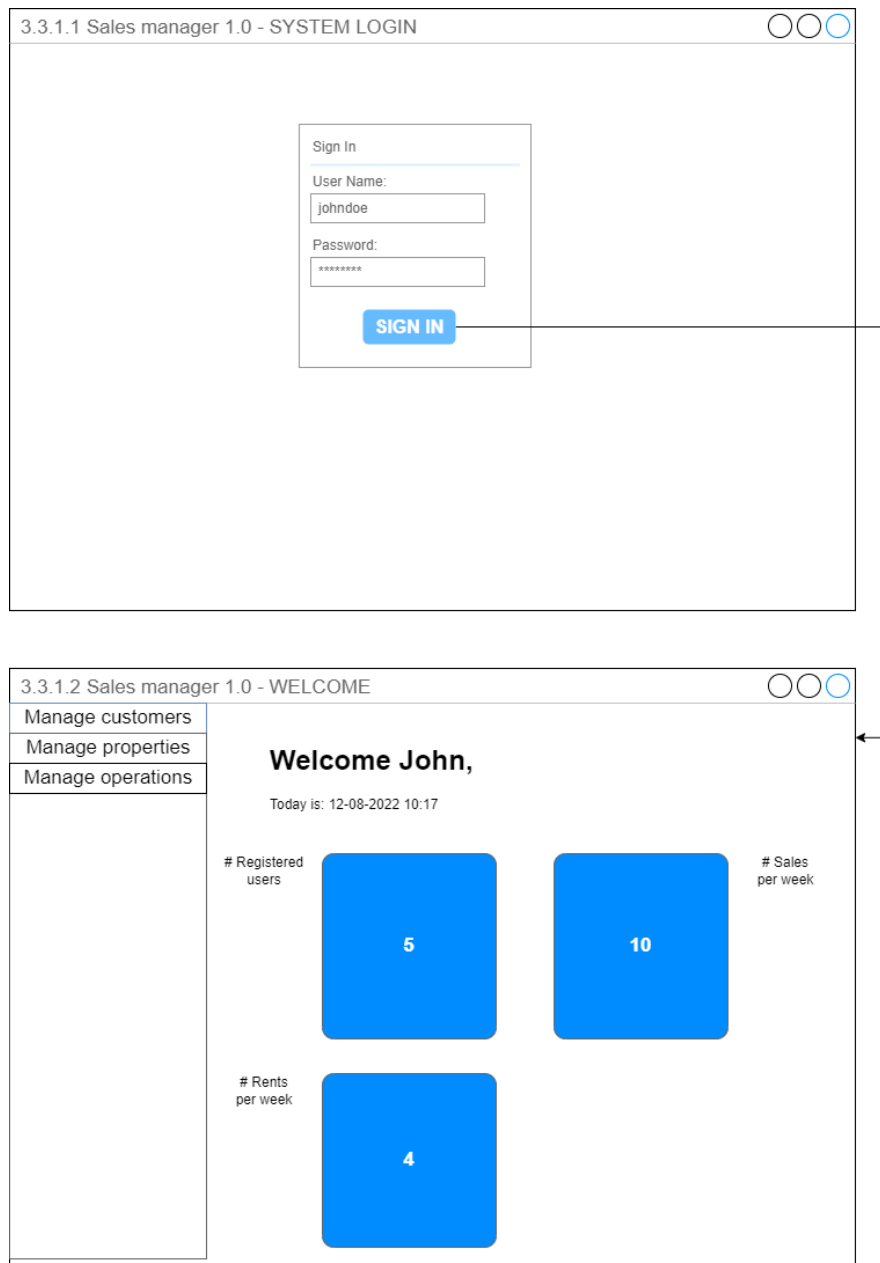 3.3.1.1 Sales manager 1.0 - SYSTEM LOGIN
Sign In
User Name:
johndoe
Password:
********
SIGN IN
3.3.1.2 Sales manager 1.0 - WELCOME
Manage customers
Manage properties
Manage operations
Welcome John,
Today is: 12-08-2022 10:17
# Registered
users
5
10
# Sales
per week
# Rents
per week
4